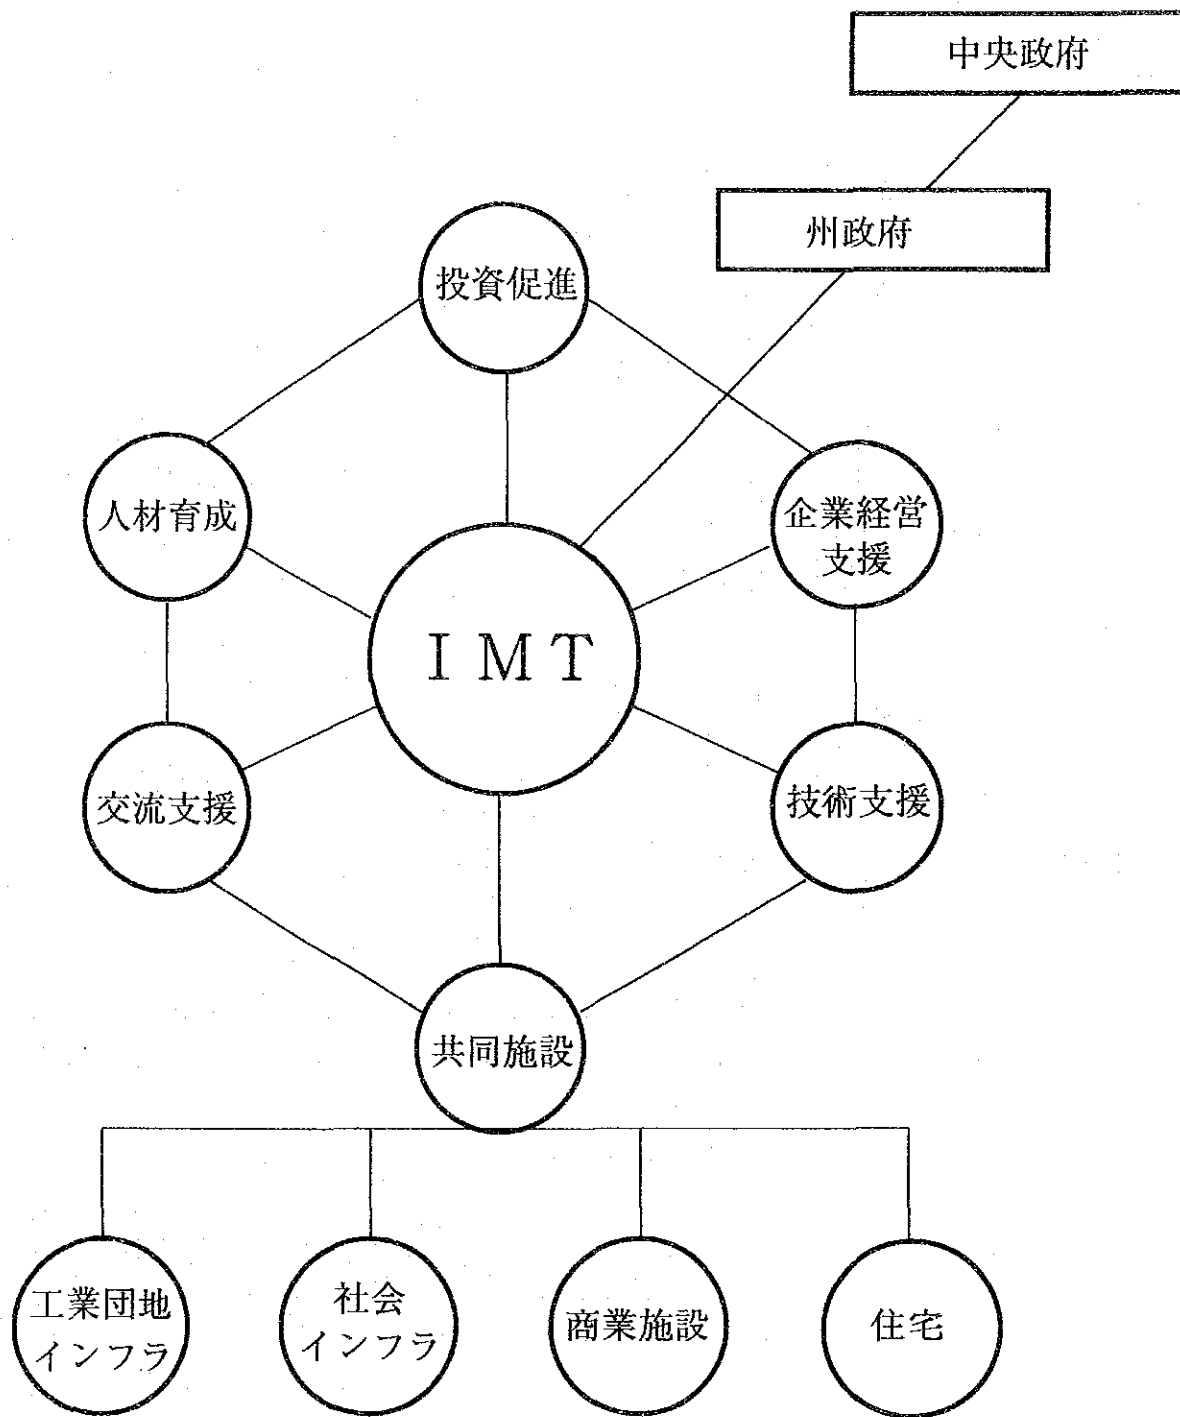 中央政府
州政府
投資促進
人材育成
企業経営
支援
ＩＭＴ
交流支援
技術支援
共同施設
工業団地
インフラ
社会
インフラ
商業施設
住宅